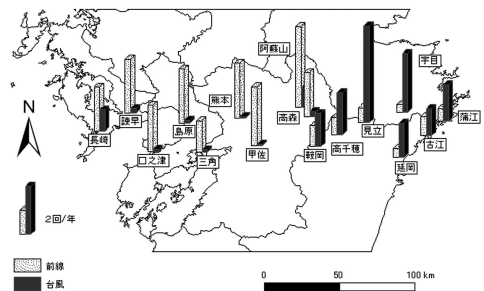 阿蘇山
宇目
熊本
蒲江
諫早
島原
高森
見立
長崎
鞍岡
高千穂
古江
口之津
三角
甲佐
延岡
N
2回/年
前線
台風
0 50 100 km